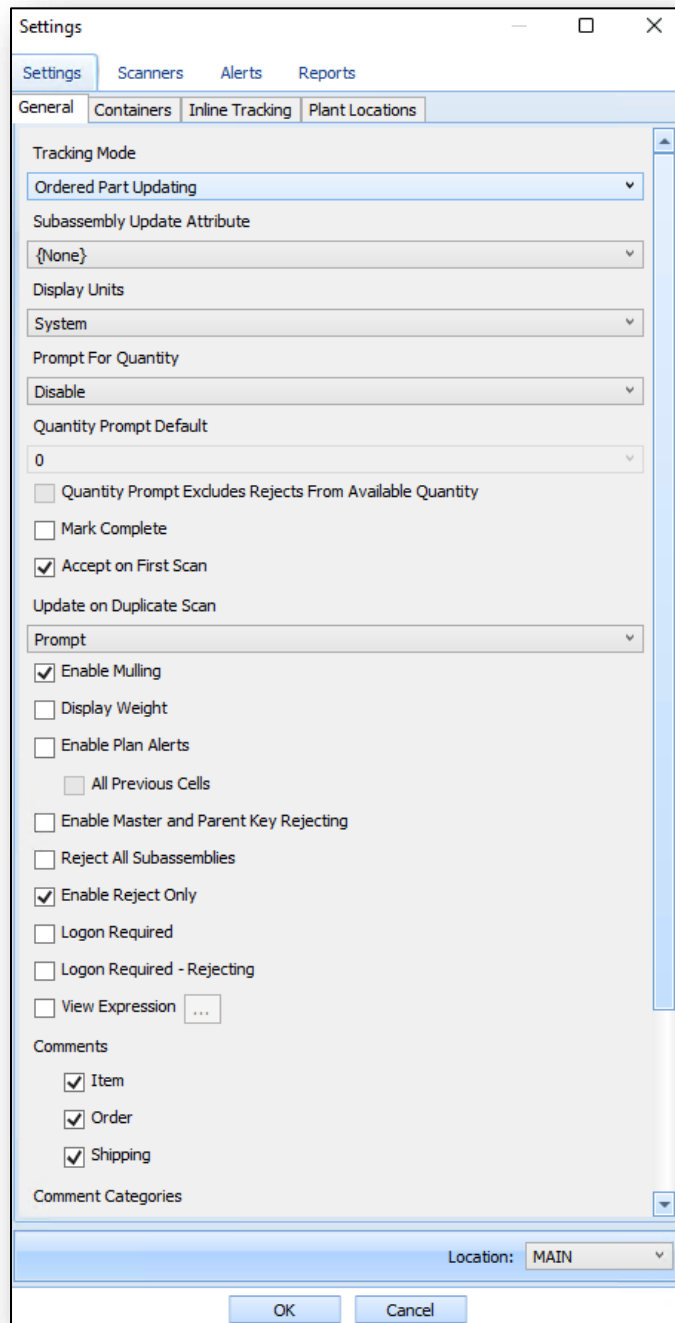 Settings
Settings Scanners Alerts Reports
General Containers Inline Tracking Plant Locations
Tracking Mode
Ordered Part Updating
Subassembly Update Attribute
{None}
Display Units
System
Prompt For Quantity
Disable
Quantity Prompt Default
0
Quantity Prompt Excludes Rejects From Available Quantity
Mark Complete
Accept on First Scan
Update on Duplicate Scan
Prompt
Enable Mulling
Display Weight
Enable Plan Alerts
All Previous Cells
Enable Master and Parent Key Rejecting
Reject All Subassemblies
Enable Reject Only
Logon Required
Logon Required - Rejecting
View Expression ...
Comments
Item
Order
Shipping
Comment Categories
Location: MAIN
OK Cancel